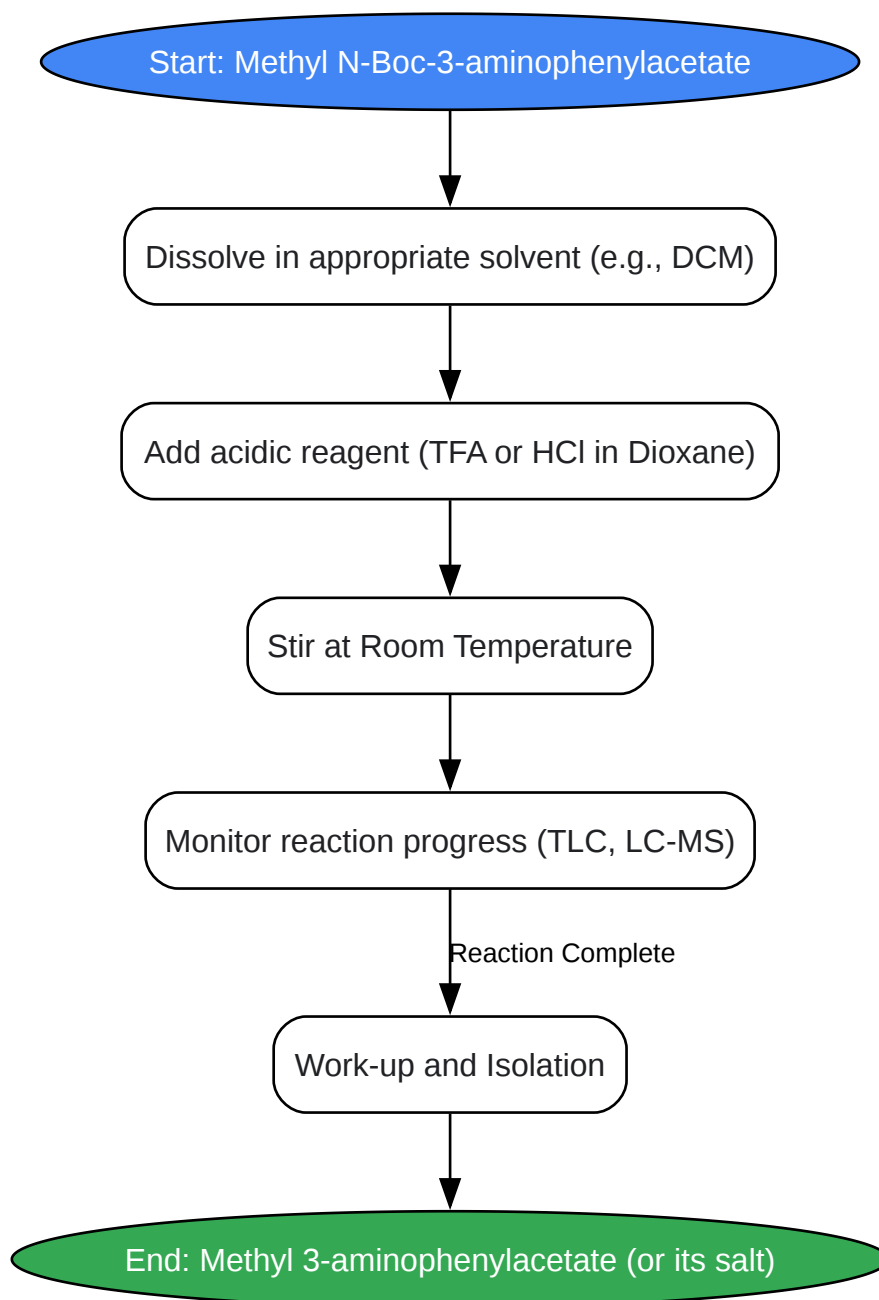 Start: Methyl N-Boc-3-aminophenylacetate
Dissolve in appropriate solvent (e.g., DCM)
Add acidic reagent (TFA or HCl in Dioxane)
Stir at Room Temperature
Monitor reaction progress (TLC, LC-MS)
Reaction Complete
Work-up and Isolation
End: Methyl 3-aminophenylacetate (or its salt)